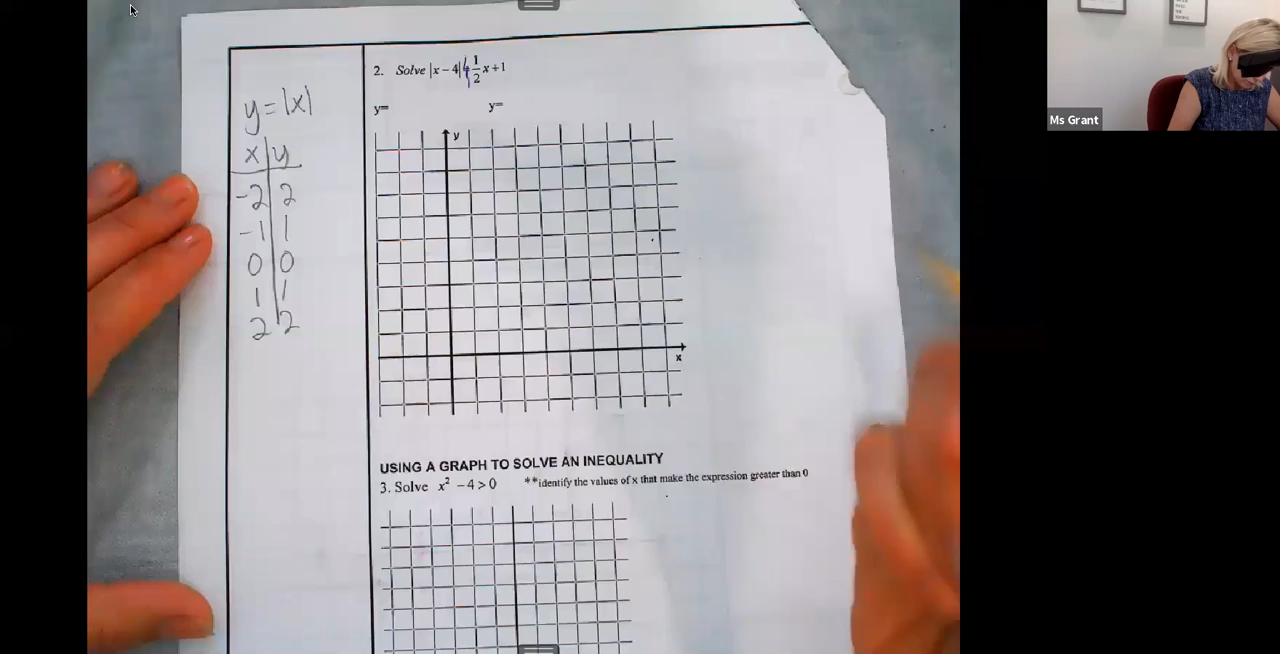 2. Solve |x-4| 1/2 x+1
y= y=
y
x
y=|x|
x y
-2 2
-1 1
0 0
1 1
2 2
USING A GRAPH TO SOLVE AN INEQUALITY
3. Solve x² -4>0 **identify the values of x that make the expression greater than 0
Ms Grant